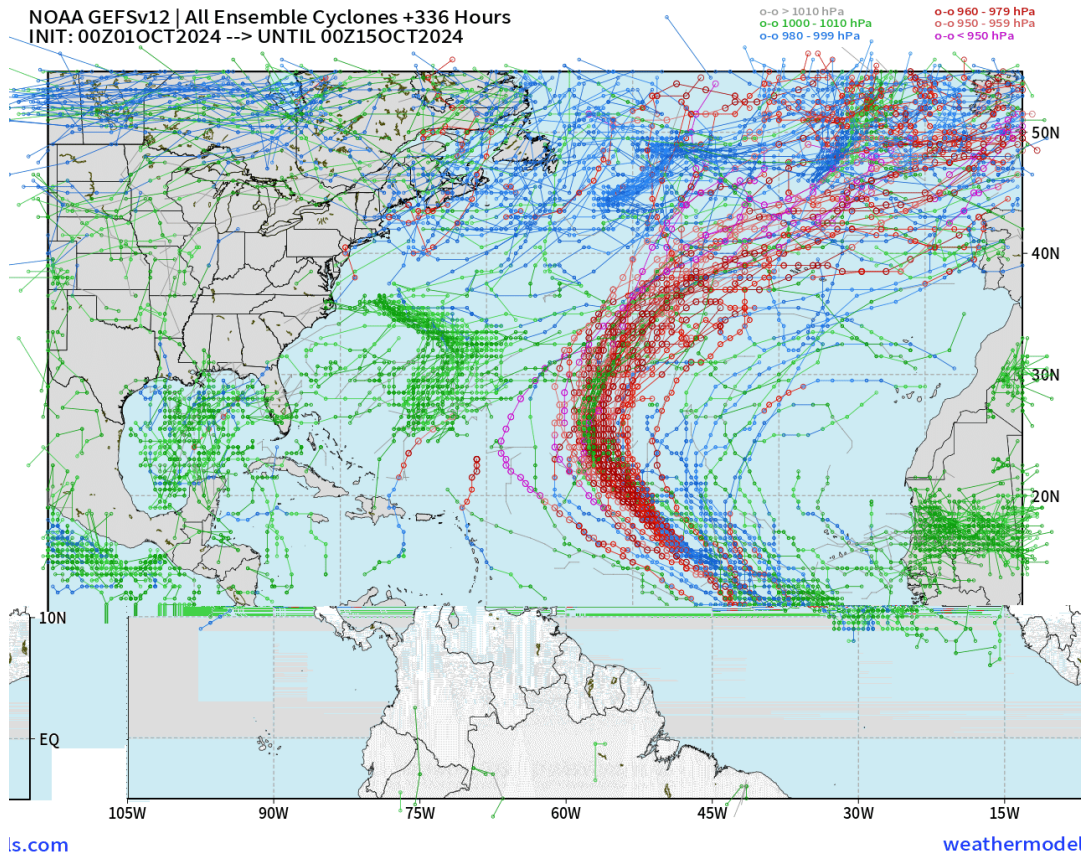 NOAA GEFSv12 | All Ensemble Cyclones +336 Hours
INIT: 00Z01OCT2024 --> UNTIL 00Z15OCT2024
o-o > 1010 hPa
o-o 1000 - 1010 hPa
o-o 980 - 999 hPa
o-o 960 - 979 hPa
o-o 950 - 959 hPa
o-o < 950 hPa
50N
40N
30N
20N
10N
EQ
105W 90W 75W 60W 45W 30W 15W
ls.com
weathermodel